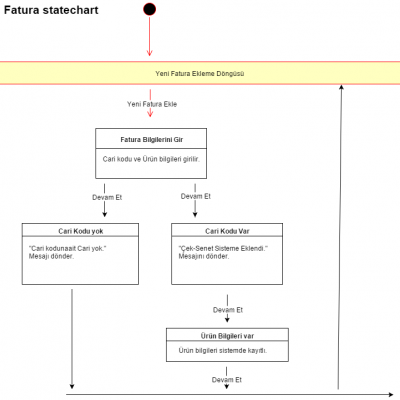 Fatura statechart
Yeni Fatura Ekleme Döngüsü
Yeni Fatura Ekle
Fatura Bilgilerini Gir
Cari kodu ve Ürün bilgileri girilir.
Devam Et
Devam Et
Cari Kodu yok
"Cari kodunaait Cari yok."
Mesajı dönder.
Cari Kodu Var
"Çek-Senet Sisteme Eklendi."
Mesajını dönder.
Devam Et
Ürün Bilgileri var
Ürün bilgileri sistemde kayıtlı.
Devam Et